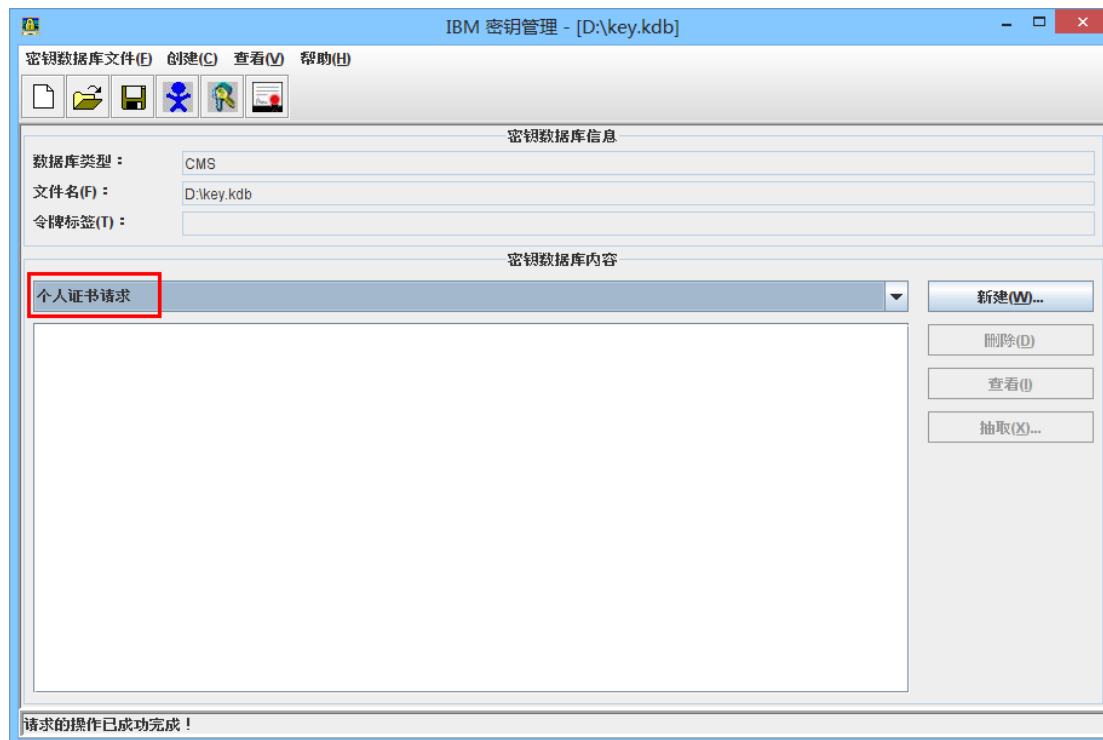 IBM 密钥管理 - [D:\key.kdb]
密钥数据库文件(F) 创建(C) 查看(V) 帮助(H)
密钥数据库信息
数据库类型： CMS
文件名(F)： D:\key.kdb
令牌标签(T)：
密钥数据库内容
个人证书请求 新建(W)...
删除(D)
查看(I)
抽取(X)...
请求的操作已成功完成！